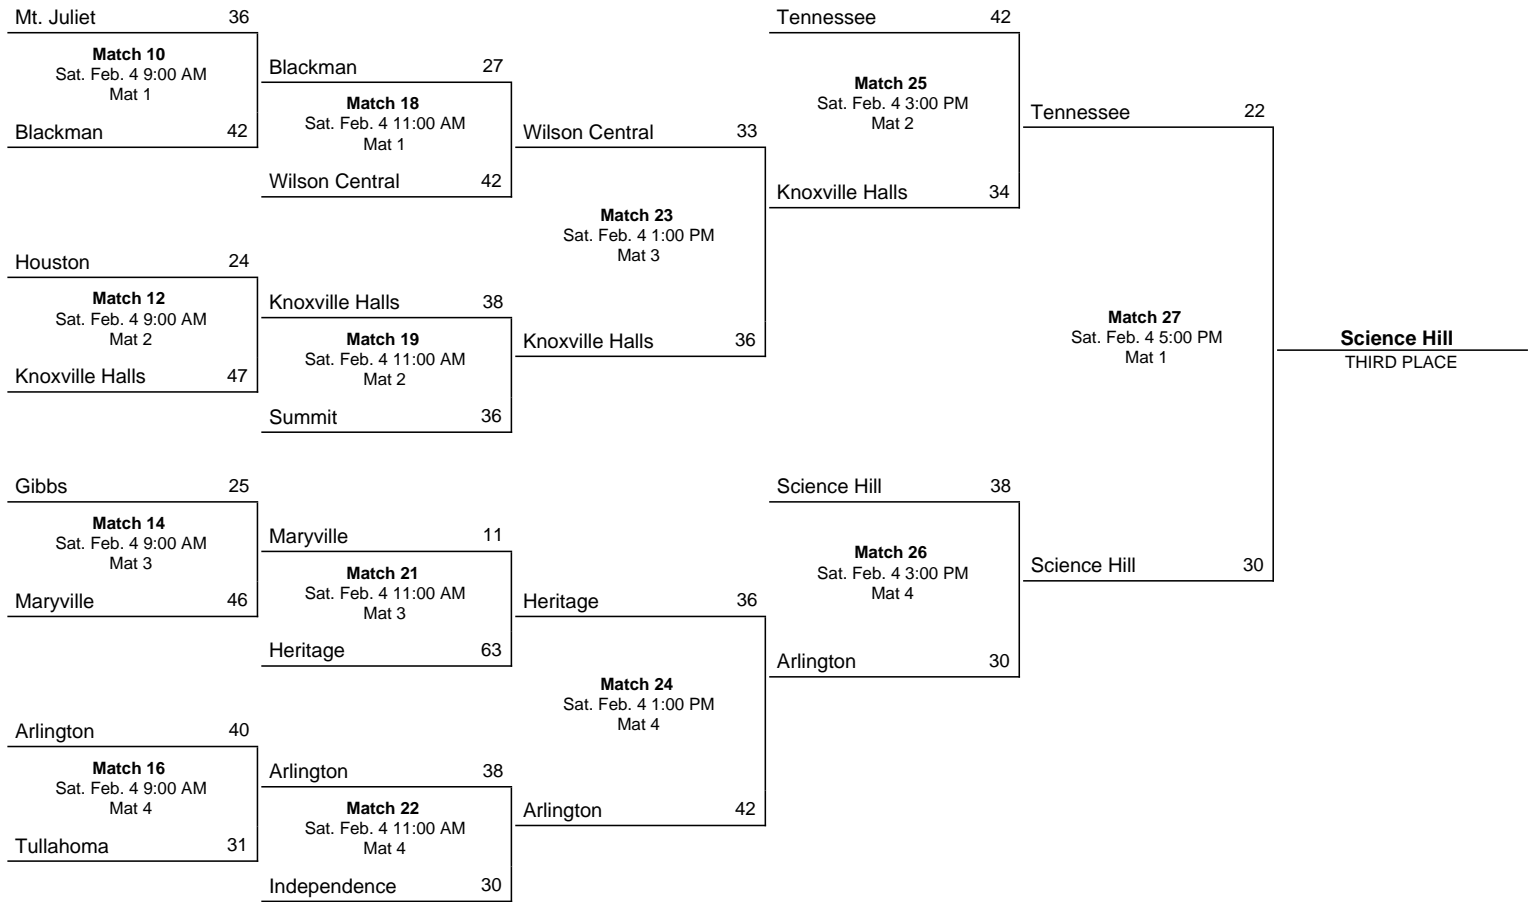 Mt. Juliet 36
Match 10
Sat. Feb. 4 9:00 AM
Mat 1
Blackman 42
Houston 24
Match 12
Sat. Feb. 4 9:00 AM
Mat 2
Knoxville Halls 47
Gibbs 25
Match 14
Sat. Feb. 4 9:00 AM
Mat 3
Maryville 46
Arlington 40
Match 16
Sat. Feb. 4 9:00 AM
Mat 4
Tullahoma 31
Blackman 27
Match 18
Sat. Feb. 4 11:00 AM
Mat 1
Wilson Central 42
Knoxville Halls 38
Match 19
Sat. Feb. 4 11:00 AM
Mat 2
Summit 36
Maryville 11
Match 21
Sat. Feb. 4 11:00 AM
Mat 3
Heritage 63
Arlington 38
Match 22
Sat. Feb. 4 11:00 AM
Mat 4
Independence 30
Wilson Central 33
Match 23
Sat. Feb. 4 1:00 PM
Mat 3
Knoxville Halls 36
Heritage 36
Match 24
Sat. Feb. 4 1:00 PM
Mat 4
Arlington 42
Tennessee 42
Match 25
Sat. Feb. 4 3:00 PM
Mat 2
Knoxville Halls 34
Science Hill 38
Match 26
Sat. Feb. 4 3:00 PM
Mat 4
Arlington 30
Tennessee 22
Match 27
Sat. Feb. 4 5:00 PM
Mat 1
Science Hill 30
Science Hill
THIRD PLACE